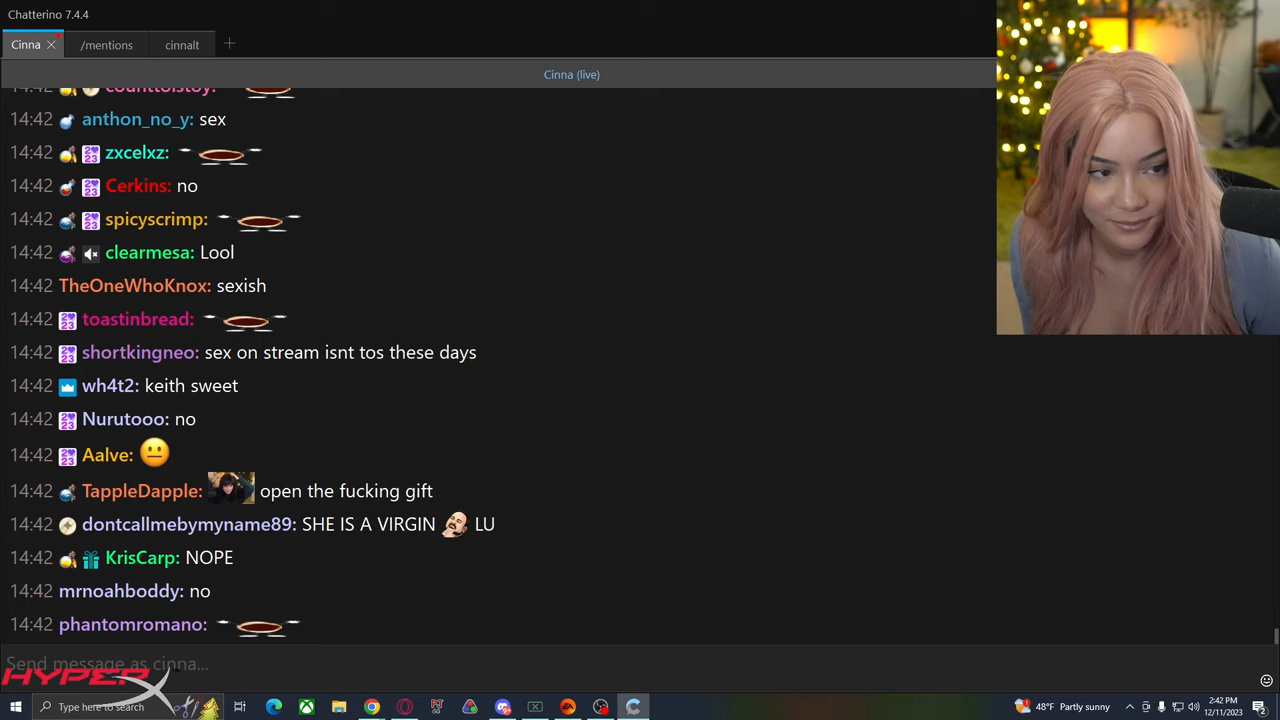 Chatterino 7.4.4
Cinna
/mentions
cinnalt
Cinna (live)
14:42 counttolstoy:
14:42 anthon_no_y: sex
14:42 zxcelxz:
14:42 Cerkins: no
14:42 spicyscrimp:
14:42 clearmesa: Lool
14:42 TheOneWhoKnox: sexish
14:42 toastinbread:
14:42 shortkingneo: sex on stream isnt tos these days
14:42 wh4t2: keith sweet
14:42 Nurutooo: no
14:42 Aalve:
14:42 TappleDapple: open the fucking gift
14:42 dontcallmebymyname89: SHE IS A VIRGIN LU
14:42 KrisCarp: NOPE
14:42 mrnoahboddy: no
14:42 phantomromano:
Send message as cinna...
HYPERX
Type here to search
48°F Partly sunny
2:42 PM
12/11/2023
2